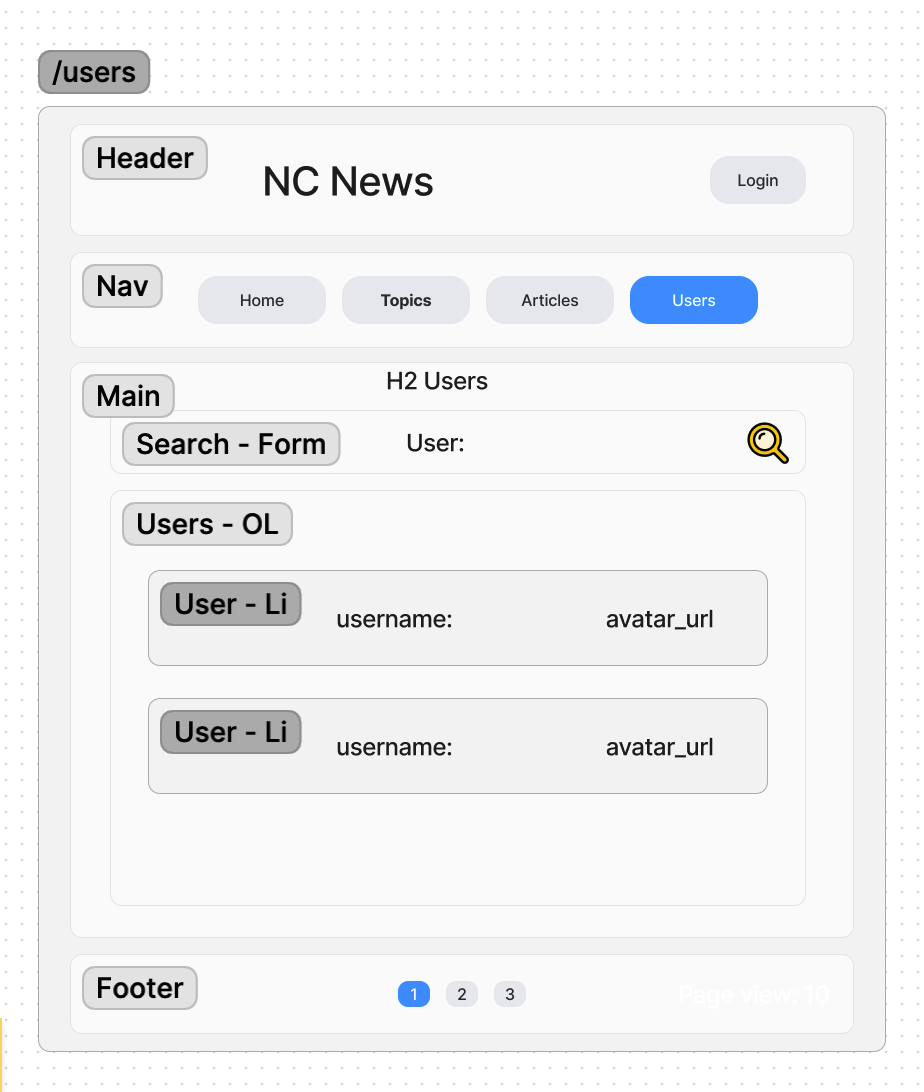 /users
Header
NC News
Login
Nav
Home
Topics
Articles
Users
Main
H2 Users
Search - Form
User:
Users - OL
User - Li
username:
avatar_url
User - Li
username:
avatar_url
Footer
1
2
3
Page view: 10